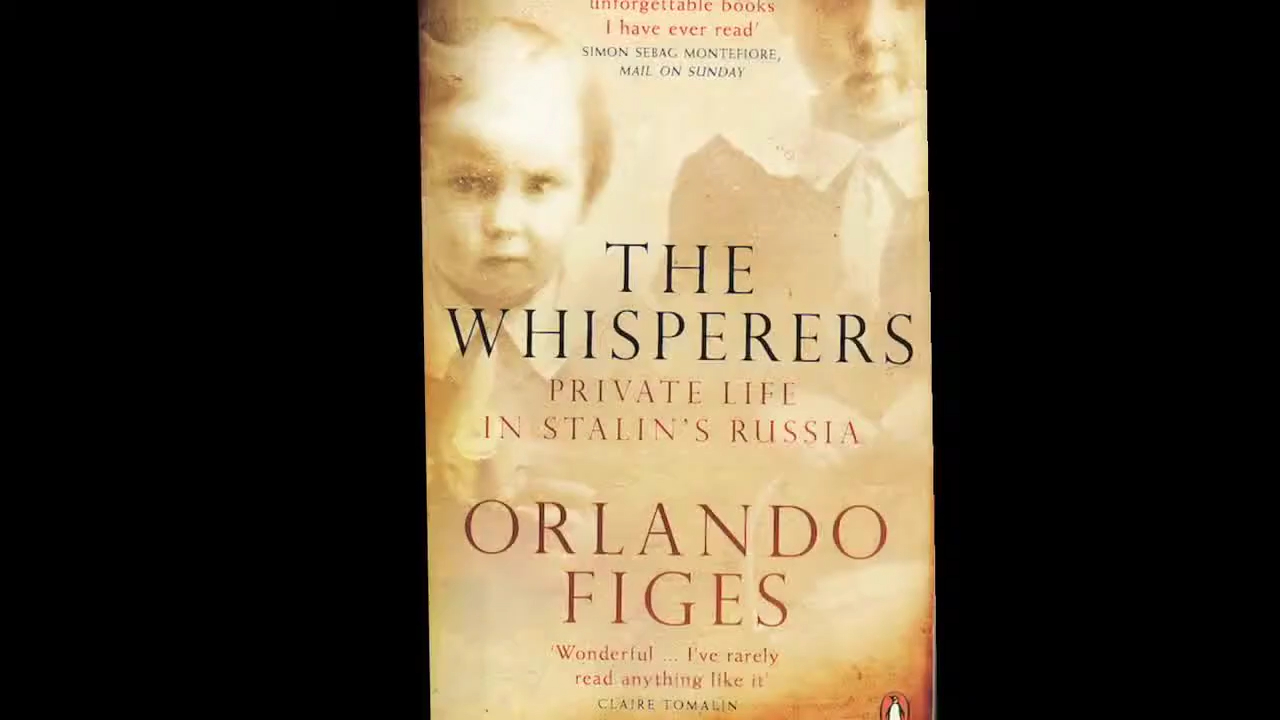 unforgettable books
I have ever read'
SIMON SEBAG MONTEFIORE,
MAIL ON SUNDAY
THE
WHISPERERS
PRIVATE LIFE
IN STALIN'S RUSSIA
ORLANDO
FIGES
'Wonderful ... I've rarely
read anything like it'
CLAIRE TOMALIN